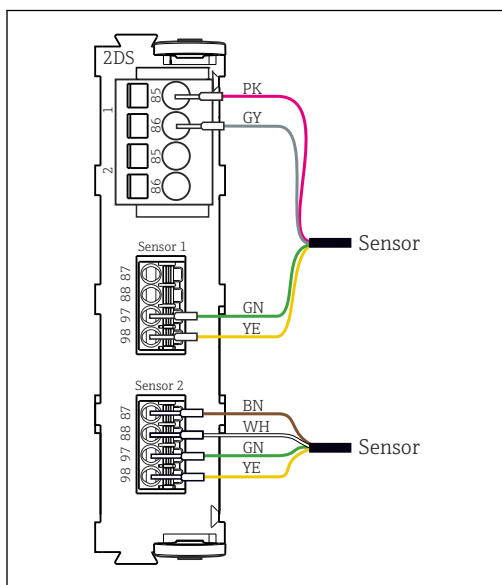 2DS
1
85
PK
86
GY
2
85
86
Sensor
Sensor 1
87
88
97
GN
98
YE
Sensor 2
87
BN
88
WH
97
GN
98
YE
Sensor